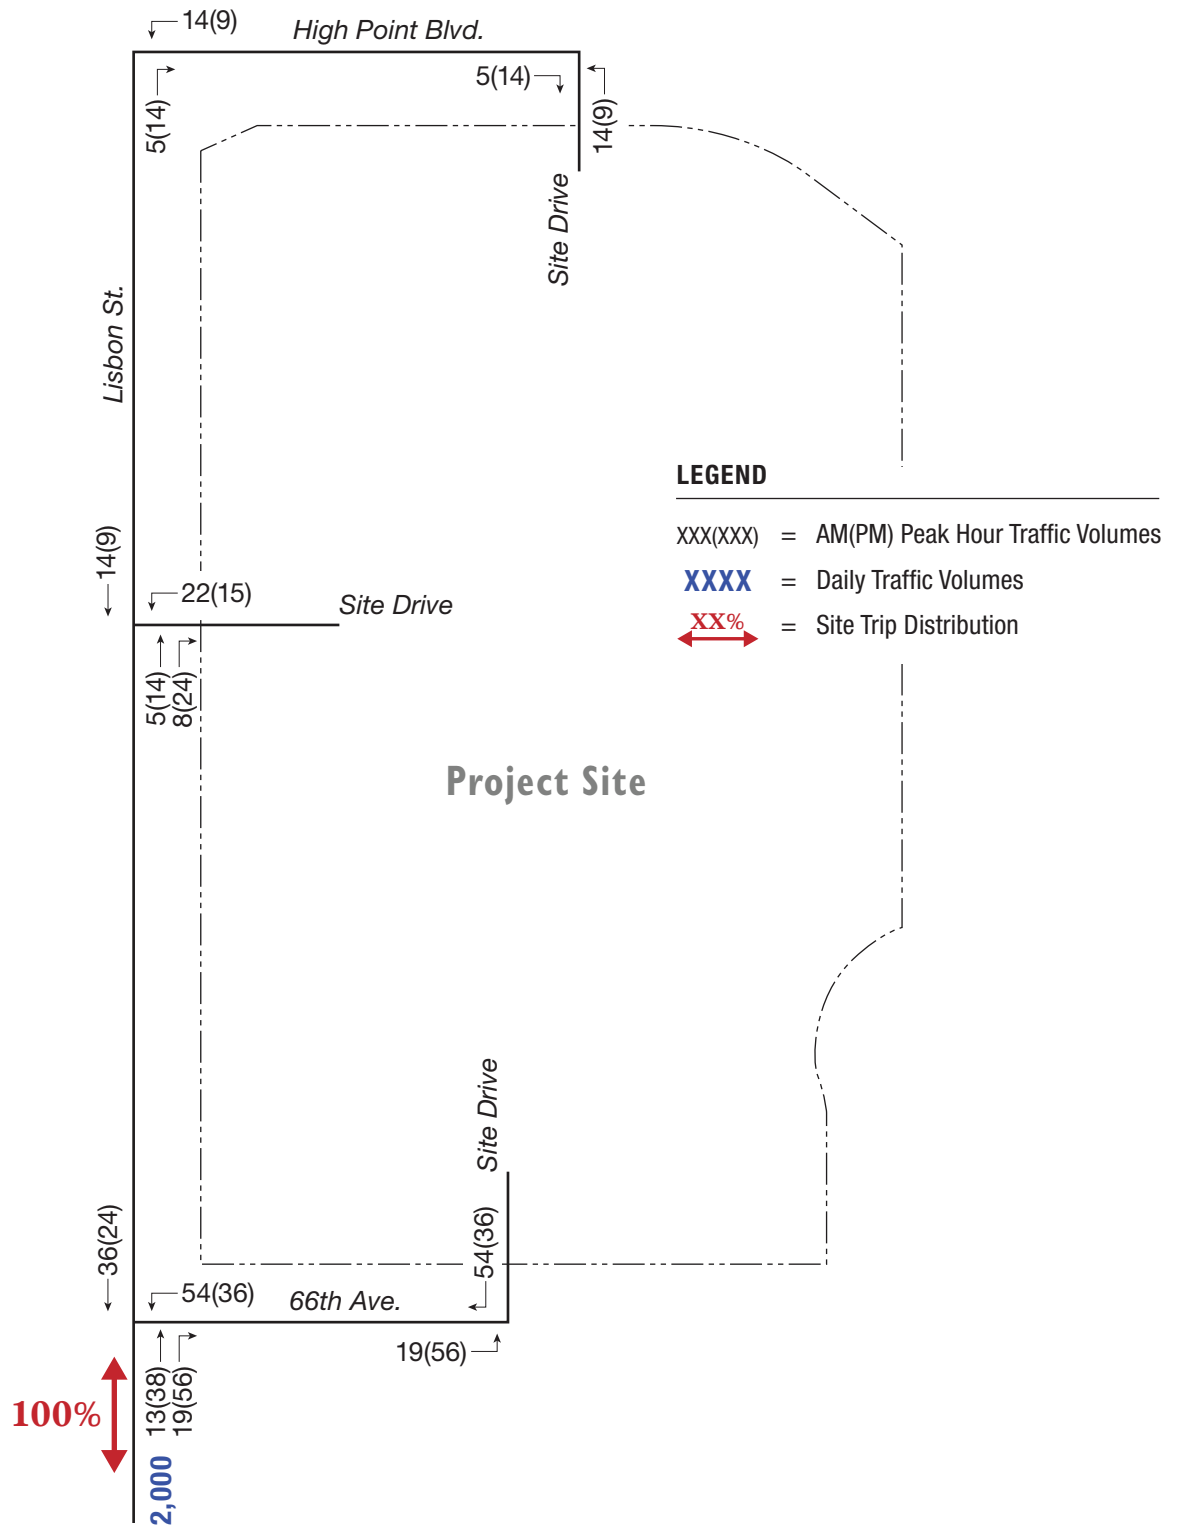 14(9)
High Point Blvd.
5(14)
5(14)
14(9)
Site Drive
Lisbon St.
LEGEND
XXX(XXX) = AM(PM) Peak Hour Traffic Volumes
XXXX = Daily Traffic Volumes
XX% = Site Trip Distribution
14(9)
22(15)
Site Drive
5(14)
8(24)
Project Site
Site Drive
36(24)
54(36)
54(36)
66th Ave.
19(56)
13(38)
19(56)
100%
2,000